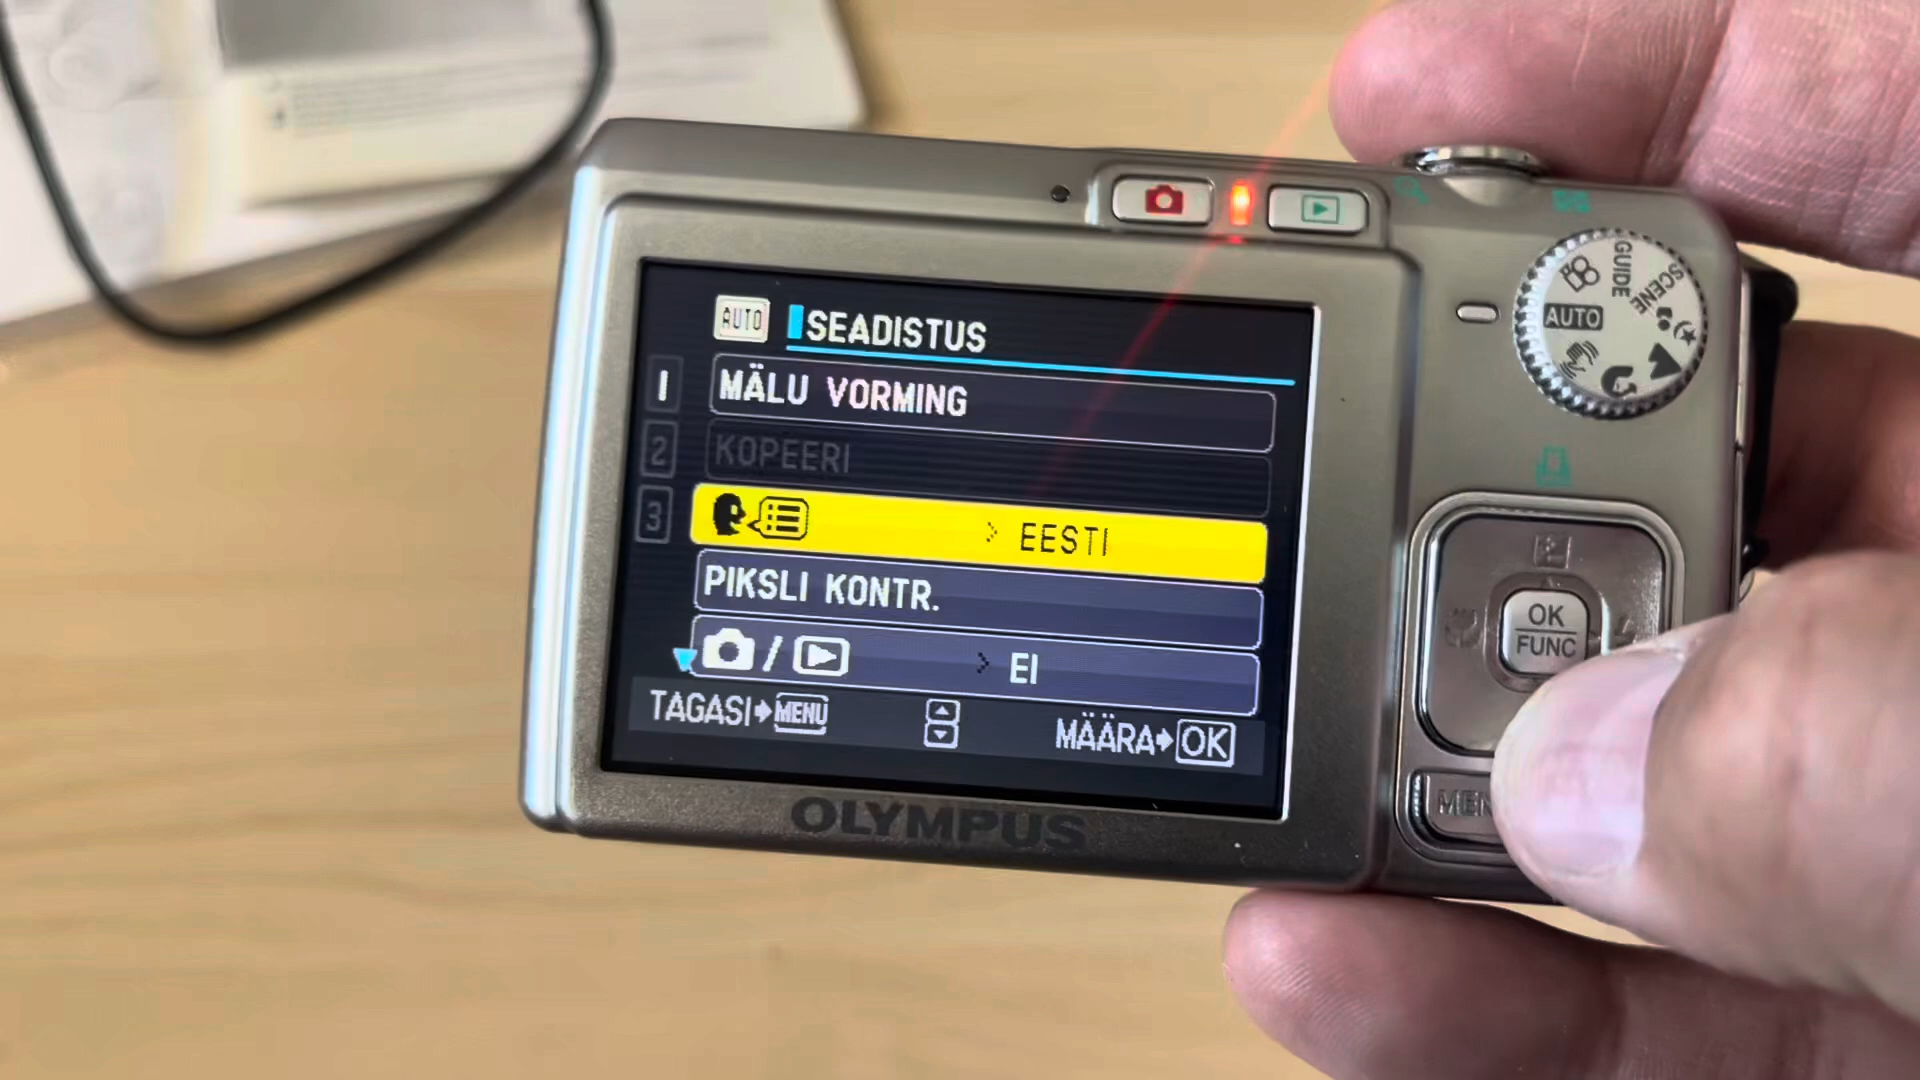 AUTO SEADISTUS
1 MÄLU VORMING
2 KOPEERI
3 EESTI
PIKSLI KONTR.
EI
TAGASI MENU MÄÄRA OK
OLYMPUS
GUIDE
SCENE
AUTO
OK
FUNC
MEN